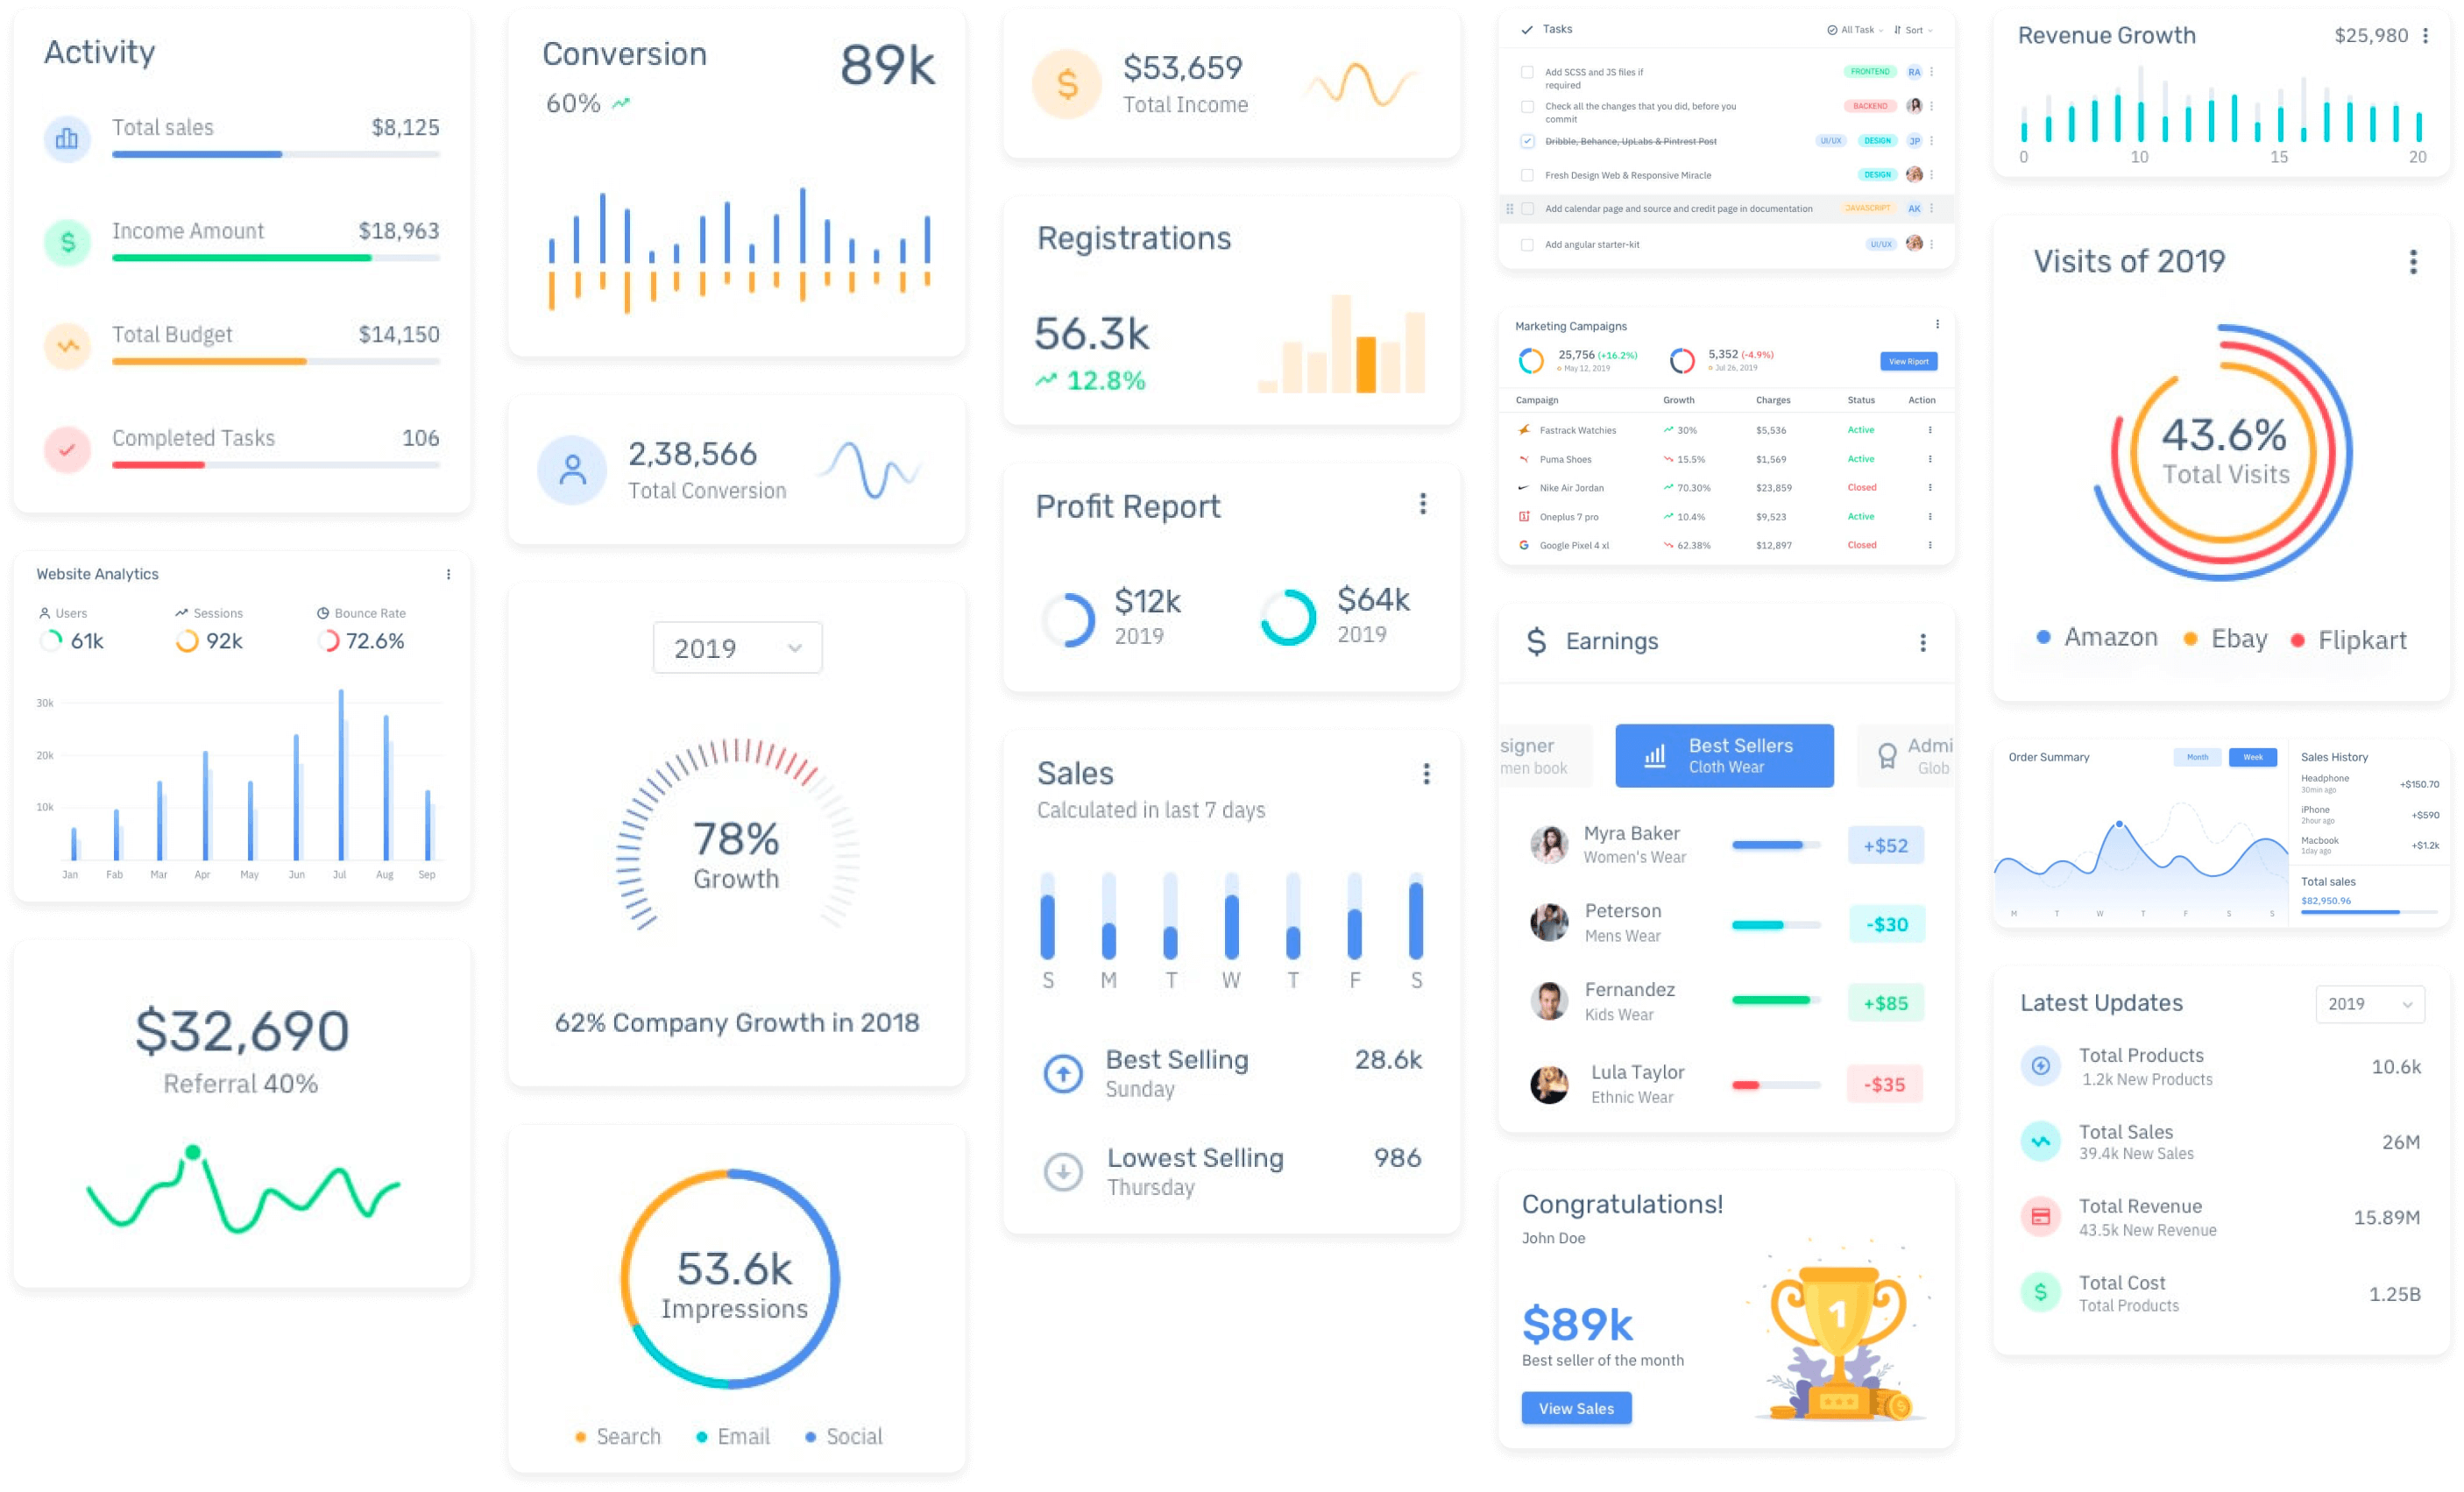 Activity
Total sales $8,125
Income Amount $18,963
Total Budget $14,150
Completed Tasks 106
Website Analytics
Users Sessions Bounce Rate
61k 92k 72.6%
30k
20k
10k
Jan Fab Mar Apr May Jun Jul Aug Sep
$32,690
Referral 40%
Conversion 89k
60%
2,38,566
Total Conversion
2019
78%
Growth
62% Company Growth in 2018
53.6k
Impressions
Search Email Social
$53,659
Total Income
Registrations
56.3k
12.8%
Profit Report
$12k
2019
$64k
2019
Sales
Calculated in last 7 days
S M T W T F S
Best Selling 28.6k
Sunday
Lowest Selling 986
Thursday
Tasks All Task Sort
Add SCSS and JS files if
required
FRONTEND RA
Check all the changes that you did, before you
commit
BACKEND
Dribble, Behance, UpLabs & Pintrest Post UI/UX DESIGN JP
Fresh Design Web & Responsive Miracle DESIGN
Add calendar page and source and credit page in documentation JAVASCRIPT AK
Add angular starter-kit UI/UX
Marketing Campaigns
25,756 (+16.2%)
May 12, 2019
5,352 (-4.9%)
Jul 26, 2019
View Riport
Campaign Growth Charges Status Action
Fastrack Watchies 30% $5,536 Active
Puma Shoes 15.5% $1,569 Active
Nike Air Jordan 70.30% $23,859 Closed
Oneplus 7 pro 10.4% $9,523 Active
Google Pixel 4 xl 62.38% $12,897 Closed
$ Earnings
signer
men book
Best Sellers
Cloth Wear
Admi
Glob
Myra Baker
Women's Wear
+$52
Peterson
Mens Wear
-$30
Fernandez
Kids Wear
+$85
Lula Taylor
Ethnic Wear
-$35
Congratulations!
John Doe
$89k
Best seller of the month
View Sales
1
Revenue Growth $25,980
0 10 15 20
Visits of 2019
43.6%
Total Visits
Amazon Ebay Flipkart
Order Summary Month Week
M T W T F S S
Sales History
Headphone
30min ago
+$150.70
iPhone
2hour ago
+$590
Macbook
1day ago
+$1.2k
Total sales
$82,950.96
Latest Updates 2019
Total Products
1.2k New Products
10.6k
Total Sales
39.4k New Sales
26M
Total Revenue
43.5k New Revenue
15.89M
Total Cost
Total Products
1.25B